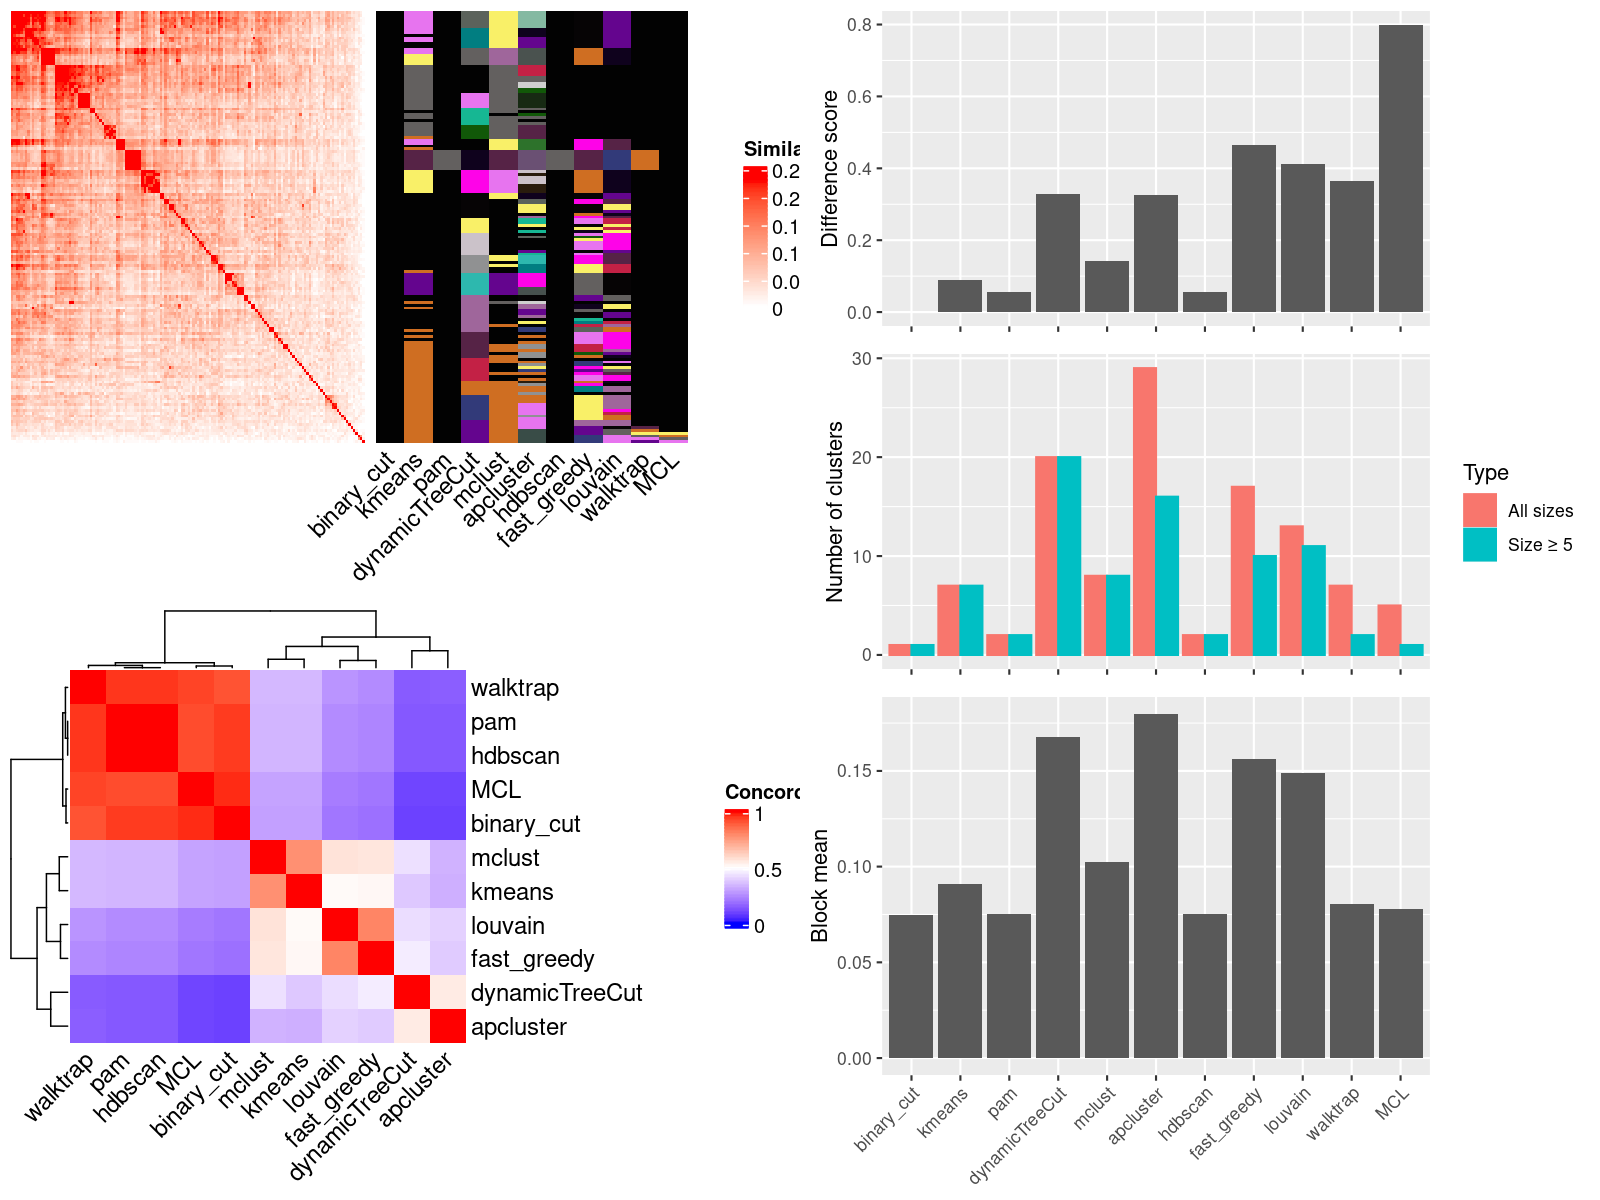 Simila
0.2
0.2
0.1
0.1
0.0
0
binary_cut
kmeans
pam
dynamicTreeCut
mclust
apcluster
hdbscan
fast_greedy
louvain
walktrap
MCL
walktrap
pam
hdbscan
MCL
binary_cut
mclust
kmeans
louvain
fast_greedy
dynamicTreeCut
apcluster
walktrap
pam
hdbscan
MCL
binary_cut
mclust
kmeans
louvain
fast_greedy
dynamicTreeCut
apcluster
Concord
1
0.5
0
Difference score
0.8
0.6
0.4
0.2
0.0
Number of clusters
30
20
10
0
Type
All sizes
Size ≥ 5
Block mean
0.15
0.10
0.05
0.00
binary_cut
kmeans
pam
dynamicTreeCut
mclust
apcluster
hdbscan
fast_greedy
louvain
walktrap
MCL